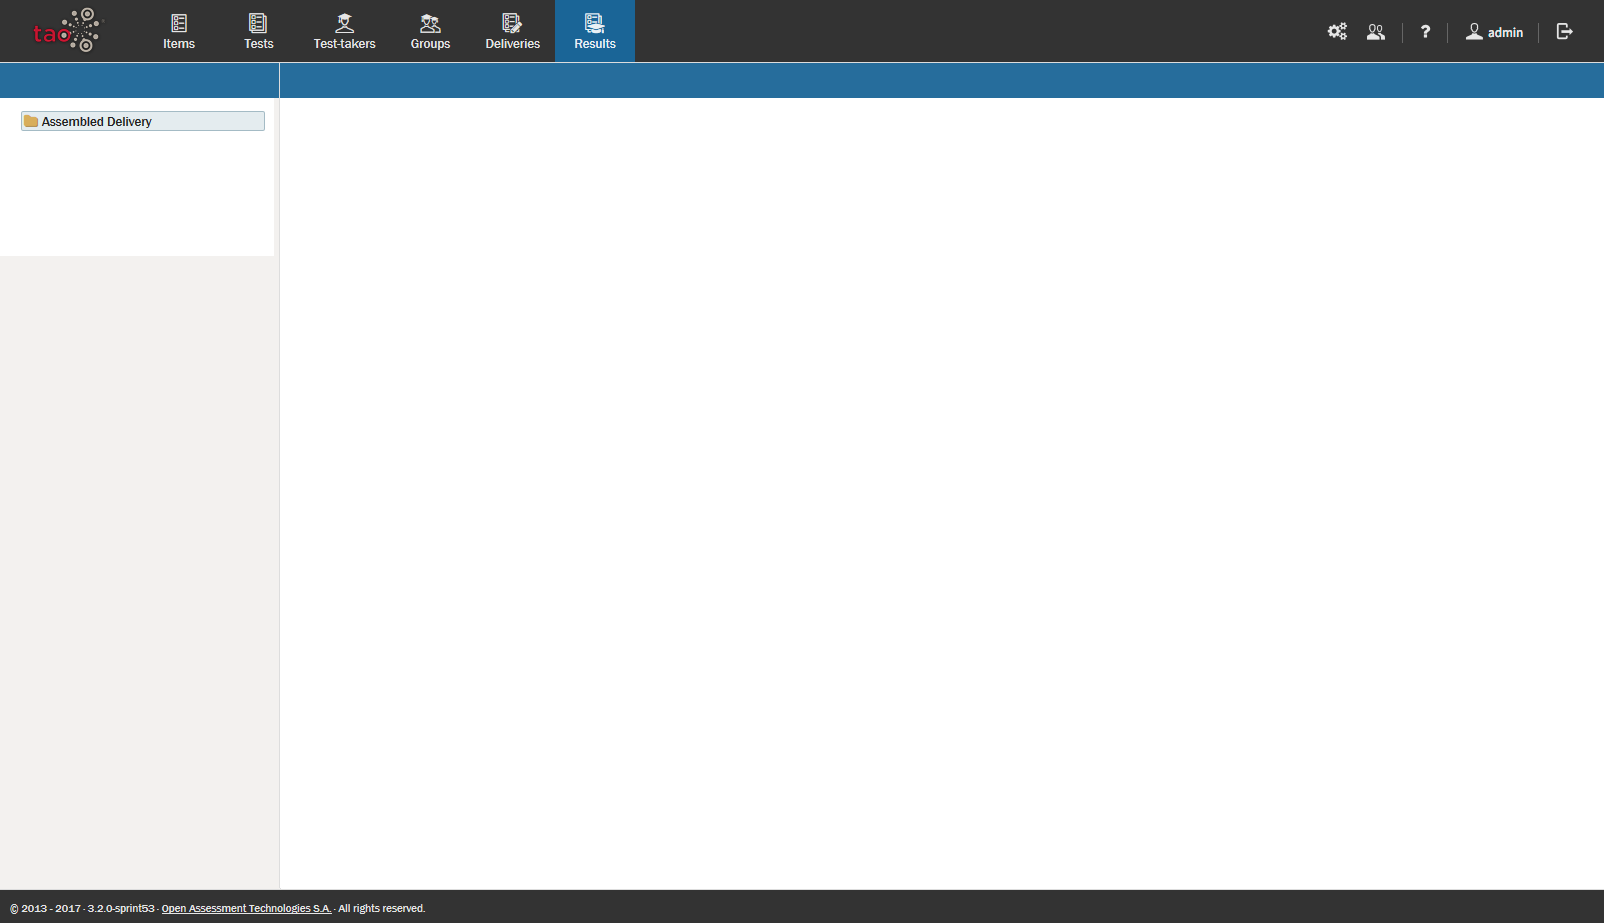 tao
Items
Tests
Test-takers
Groups
Deliveries
Results
?
admin
Assembled Delivery
© 2013 - 2017 · 3.2.0-sprint53 · Open Assessment Technologies S.A. · All rights reserved.